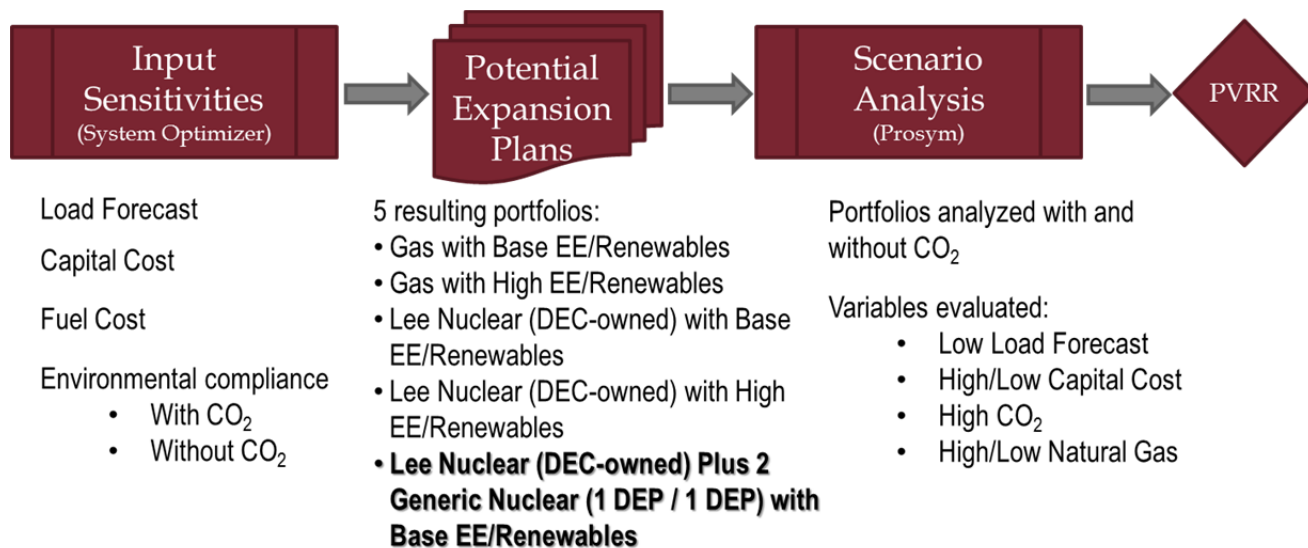 Input
Sensitivities
(System Optimizer)
Potential
Expansion
Plans
Scenario
Analysis
(Prosym)
PVRR
Load Forecast
Capital Cost
Fuel Cost
Environmental compliance
• With CO₂
• Without CO₂
5 resulting portfolios:
• Gas with Base EE/Renewables
• Gas with High EE/Renewables
• Lee Nuclear (DEC-owned) with Base
EE/Renewables
• Lee Nuclear (DEC-owned) with High
EE/Renewables
• Lee Nuclear (DEC-owned) Plus 2
Generic Nuclear (1 DEP / 1 DEP) with
Base EE/Renewables
Portfolios analyzed with and
without CO₂
Variables evaluated:
• Low Load Forecast
• High/Low Capital Cost
• High CO₂
• High/Low Natural Gas